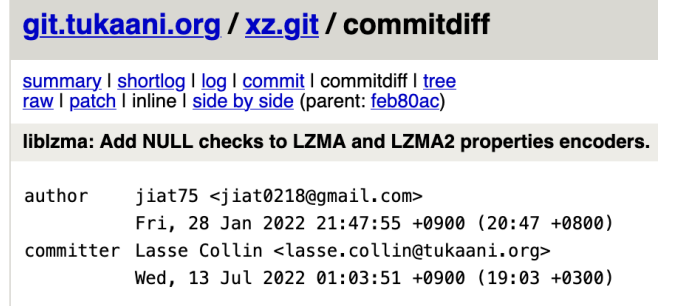 git.tukaani.org / xz.git / commitdiff
summary | shortlog | log | commit | commitdiff | tree
raw | patch | inline | side by side (parent: feb80ac)
liblzma: Add NULL checks to LZMA and LZMA2 properties encoders.
author jiat75 <jiat0218@gmail.com>
Fri, 28 Jan 2022 21:47:55 +0900 (20:47 +0800)
committer Lasse Collin <lasse.collin@tukaani.org>
Wed, 13 Jul 2022 01:03:51 +0900 (19:03 +0300)